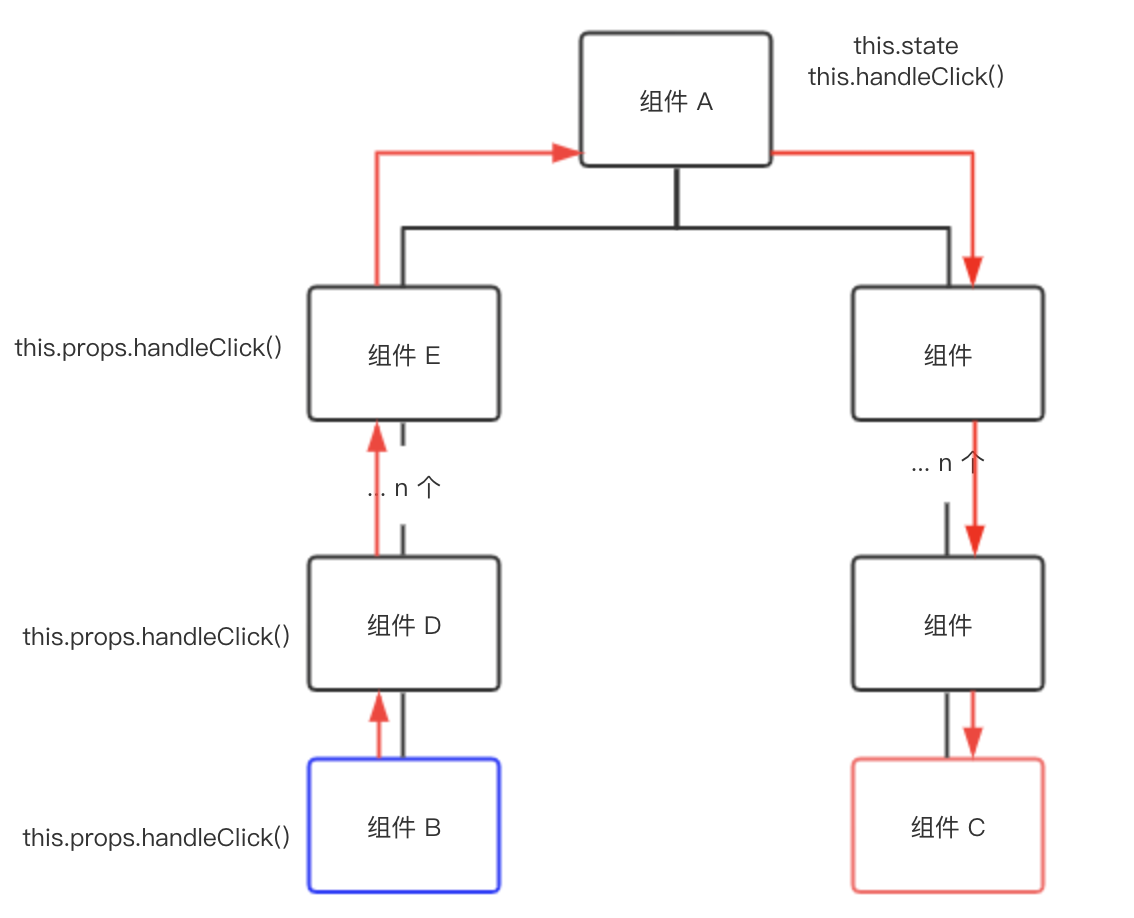 this.state
this.handleClick()
组件 A
this.props.handleClick()
组件 E
组件
... n 个
... n 个
this.props.handleClick()
组件 D
组件
this.props.handleClick()
组件 B
组件 C